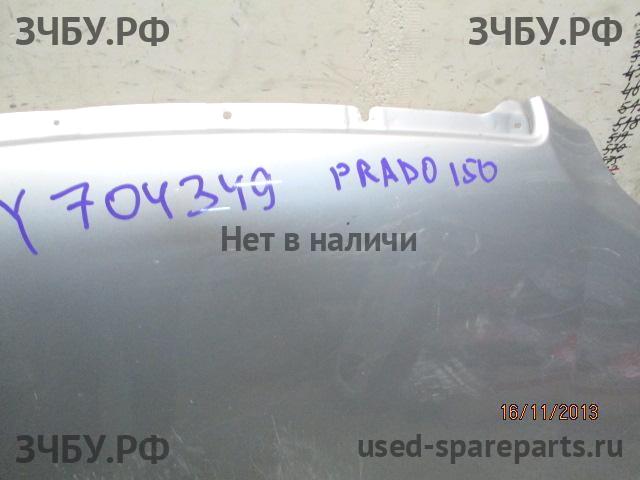 ЗЧБУ.РФ ЗЧБУ.РФ
Y 704349 PRADO 150
Нет в наличи
16/11/2013
ЗЧБУ.РФ used-spareparts.ru